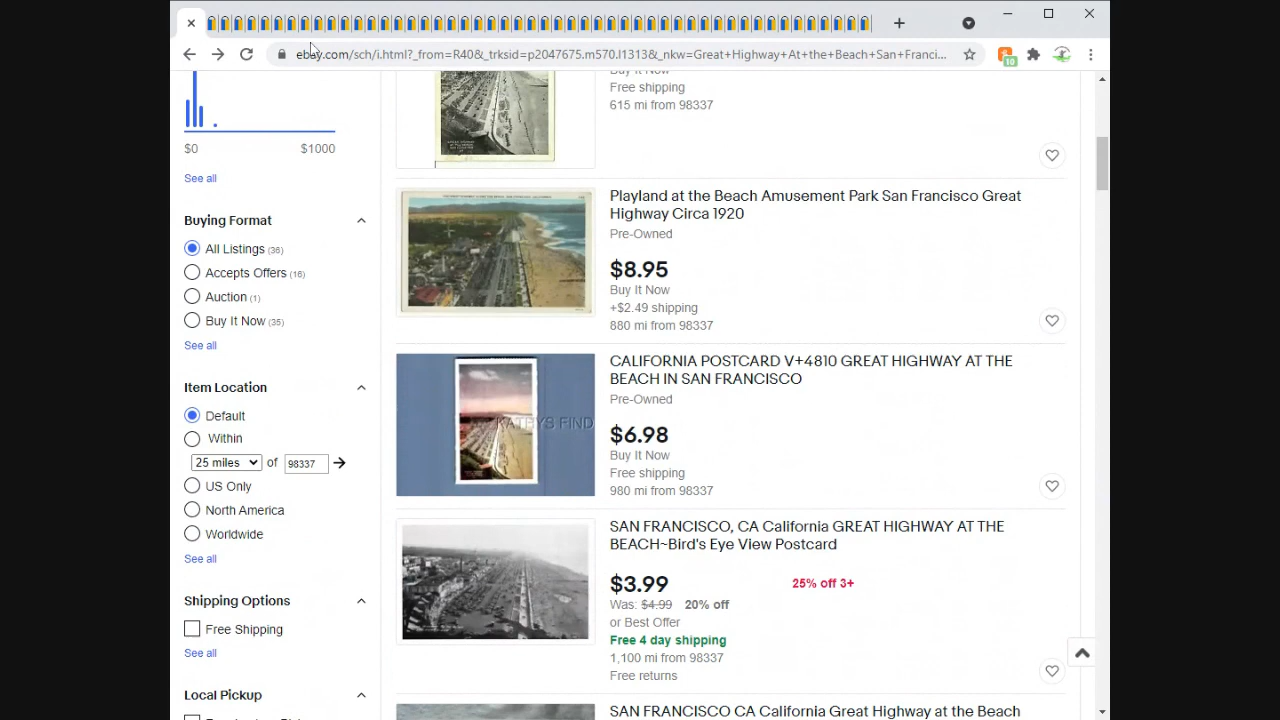 ebay.com/sch/i.html?_from=R40&_trksid=p2047675.m570.l1313&_nkw=Great+Highway+At+the+Beach+San+Franci...
10
$0 $1000
See all
Buying Format
All Listings (36)
Accepts Offers (16)
Auction (1)
Buy It Now (35)
See all
Item Location
Default
Within
25 miles of 98337
US Only
North America
Worldwide
See all
Shipping Options
Free Shipping
See all
Local Pickup
Buy It Now
Free shipping
615 mi from 98337
Playland at the Beach Amusement Park San Francisco Great
Highway Circa 1920
Pre-Owned
$8.95
Buy It Now
+$2.49 shipping
880 mi from 98337
CALIFORNIA POSTCARD V+4810 GREAT HIGHWAY AT THE
BEACH IN SAN FRANCISCO
Pre-Owned
$6.98
Buy It Now
Free shipping
980 mi from 98337
SAN FRANCISCO, CA California GREAT HIGHWAY AT THE
BEACH~Bird's Eye View Postcard
$3.99
25% off 3+
Was: $4.99 20% off
or Best Offer
Free 4 day shipping
1,100 mi from 98337
Free returns
SAN FRANCISCO CA California Great Highway at the Beach